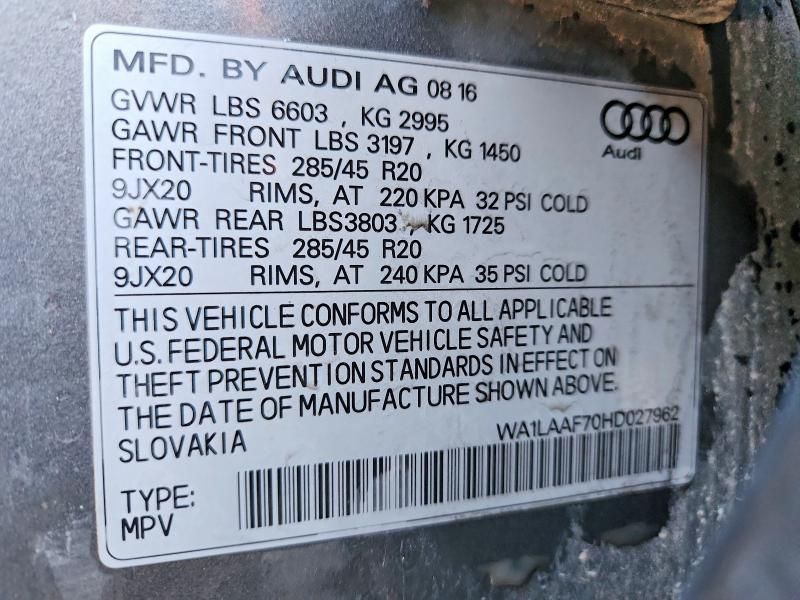 MFD. BY AUDI AG 08 16
GVWR LBS 6603 , KG 2995
GAWR FRONT LBS 3197 , KG 1450
FRONT-TIRES 285/45 R20
9JX20 RIMS, AT 220 KPA 32 PSI COLD
GAWR REAR LBS3803 , KG 1725
REAR-TIRES 285/45 R20
9JX20 RIMS, AT 240 KPA 35 PSI COLD
Audi
THIS VEHICLE CONFORMS TO ALL APPLICABLE
U.S. FEDERAL MOTOR VEHICLE SAFETY AND
THEFT PREVENTION STANDARDS IN EFFECT ON
THE DATE OF MANUFACTURE SHOWN ABOVE.
SLOVAKIA
WA1LAAF70HD027962
TYPE:
MPV